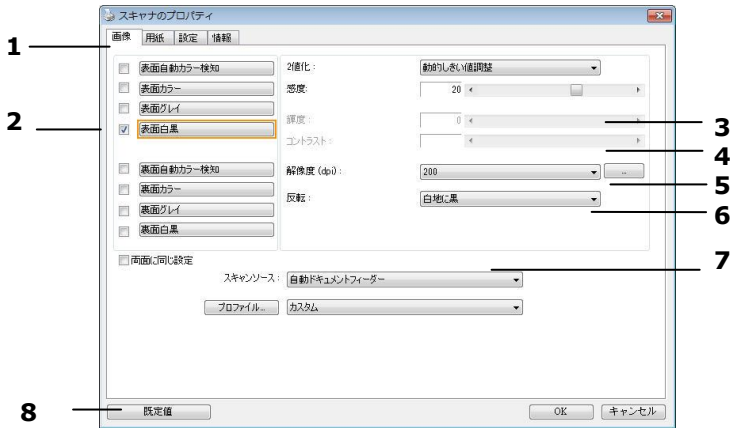 スキャナのプロパティ
画像 用紙 設定 情報
1
表面自動カラー検知
2値化： 動的しきい値調整
表面カラー
感度: 20
表面グレイ
輝度： 0
2
表面白黒
3
コントラスト：
4
裏面自動カラー検知
解像度 (dpi)： 200 ..
5
裏面カラー
反転： 白地に黒
裏面グレイ
6
裏面白黒
両面に同じ設定
7
スキャンソース： 自動ドキュメントフィーダー
プロファイル... カスタム
8
既定値 OK キャンセル